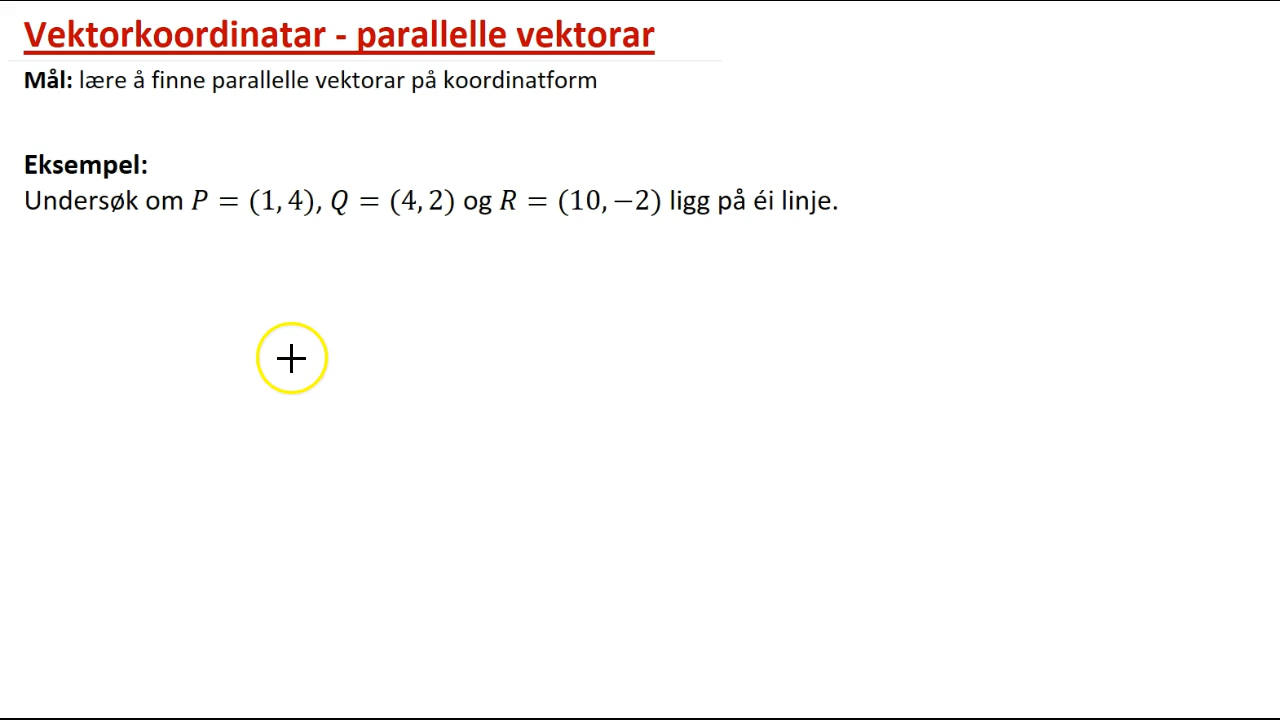 Vektorkoordinatar - parallelle vektorar
Mål: lære å finne parallelle vektorar på koordinatform
Eksempel:
Undersøk om P = (1, 4), Q = (4, 2) og R = (10, −2) ligg på éi linje.